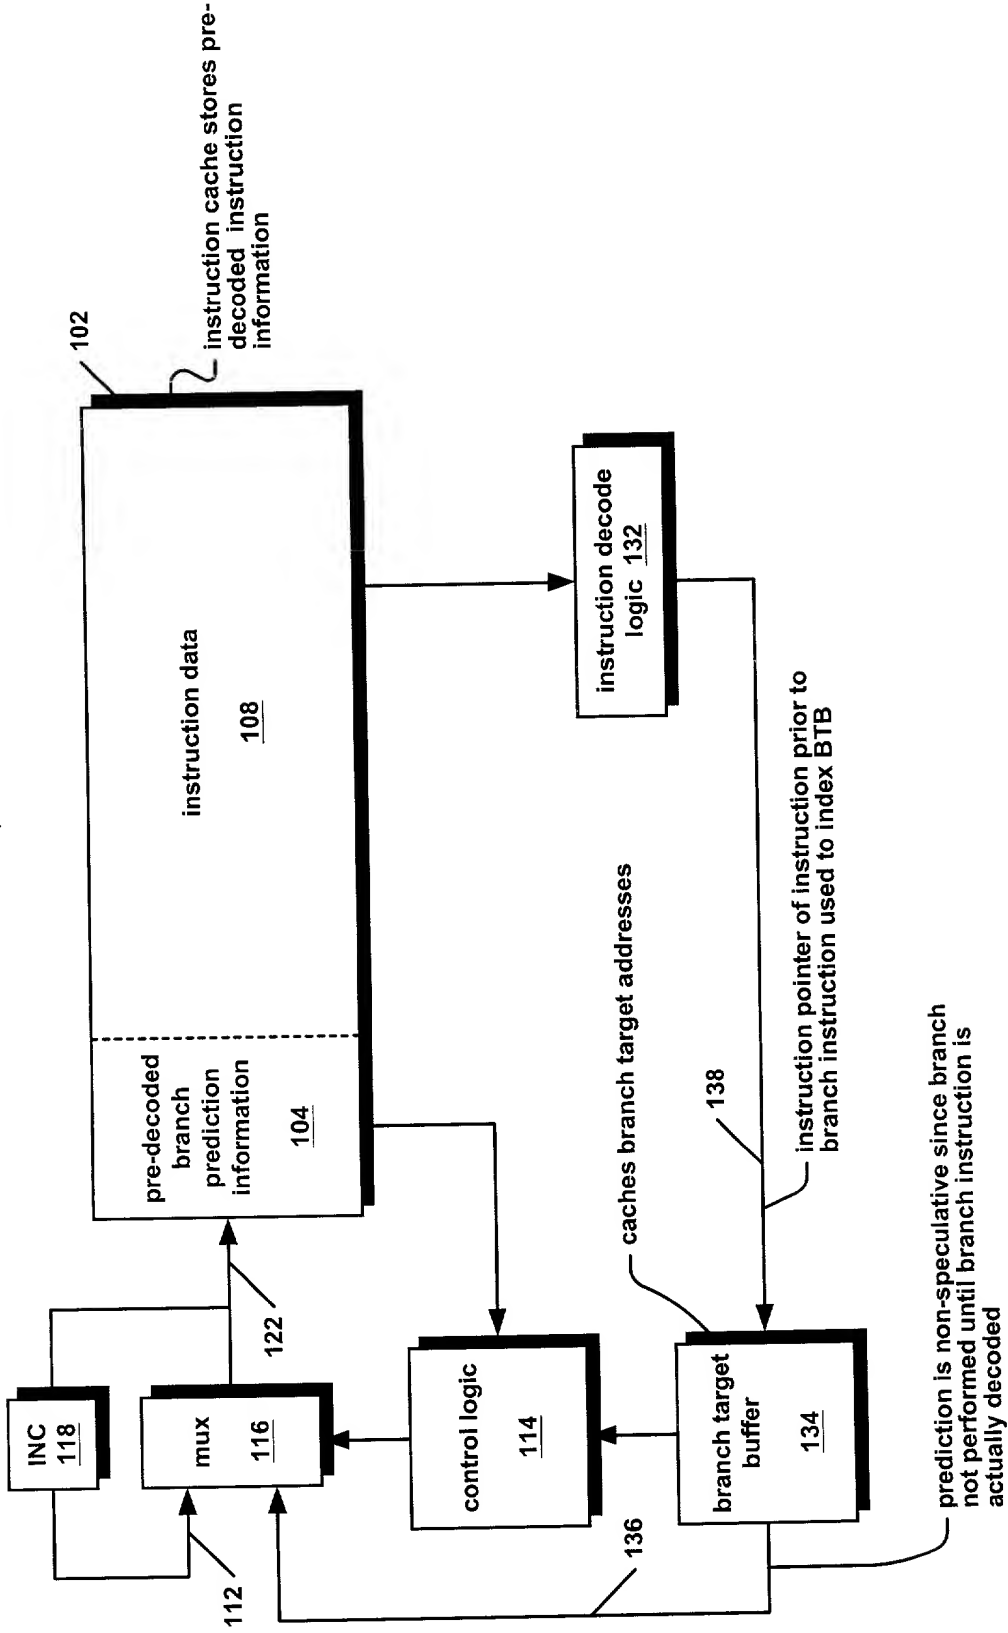 102
instruction cache stores pre-
decoded instruction
information
INC
118
112
mux
116
122
pre-decoded
branch
prediction
information
104
instruction data
108
control logic
114
instruction decode
logic 132
branch target
buffer
134
136
138
caches branch target addresses
instruction pointer of instruction prior to
branch instruction used to index BTB
prediction is non-speculative since branch
not performed until branch instruction is
actually decoded